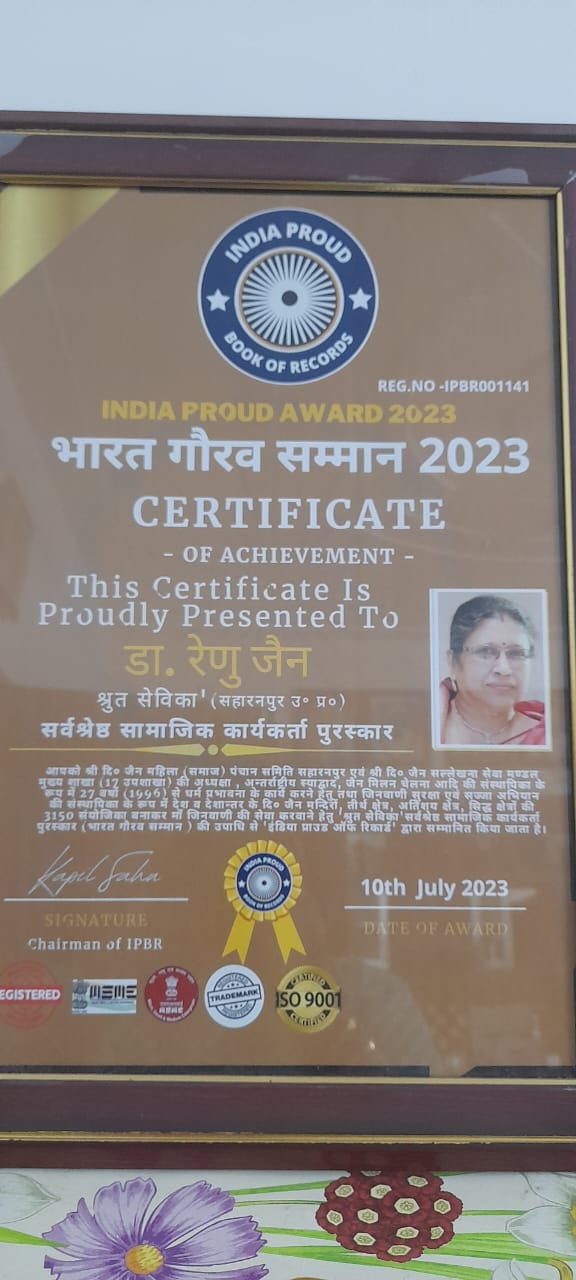 INDIA PROUD
BOOK OF RECORDS
REG.NO -IPBR001141
INDIA PROUD AWARD 2023
भारत गौरव सम्मान 2023
CERTIFICATE
- OF ACHIEVEMENT -
This Certificate Is
Proudly Presented To
डा. रेणु जैन
श्रुत सेविका'(सहारनपुर उ० प्र०)
सर्वश्रेष्ठ सामाजिक कार्यकर्ता पुरस्कार
आपको श्री दि० जैन महिला (समाज) पंचान समिति सहारनपुर एवं श्री दि० जैन सल्लेखना सेवा मण्डल
मुख्य शाखा (17 उपशाखा) की अध्यक्षा , अन्तर्राष्ट्रीय स्याद्वाद, जैन मिलन चेलना आदि की संस्थापिका के
रूप में 27 वर्षों (1996) से धर्म प्रभावना के कार्य करने हेतु तथा जिनवाणी सुरक्षा एवं सज्जा अभियान
की संस्थापिका के रूप में देश व देशान्तर के दि० जैन मन्दिरों, तीर्थ क्षेत्र, अतिशय क्षेत्र, सिद्ध क्षेत्रों की
3150 संयोजिका बनाकर माँ जिनवाणी की सेवा करवाने हेतु 'श्रुत सेविका'सर्वश्रेष्ठ सामाजिक कार्यकर्ता
पुरस्कार (भारत गौरव सम्मान ) की उपाधि से 'इंडिया प्राउड ऑफ रिकार्ड' द्वारा सम्मानित किया जाता है।
Kapil Saha
INDIA PROUD
10th July 2023
SIGNATURE
DATE OF AWARD
Chairman of IPBR
EGISTERED
MSME
TRADEMARK
CERTIFIED
ISO 9001
CERTIFIED